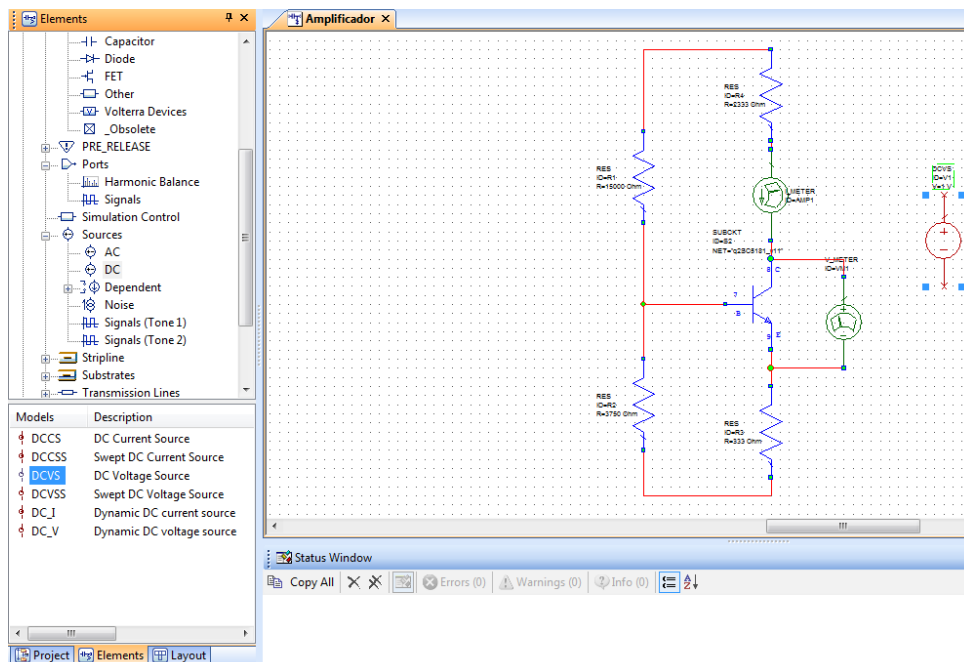 Elements
Capacitor
Diode
FET
Other
Volterra Devices
_Obsolete
PRE_RELEASE
Ports
Harmonic Balance
Signals
Simulation Control
Sources
AC
DC
Dependent
Noise
Signals (Tone 1)
Signals (Tone 2)
Stripline
Substrates
Transmission Lines
Models Description
DCCS DC Current Source
DCCSS Swept DC Current Source
DCVS DC Voltage Source
DCVSS Swept DC Voltage Source
DC_I Dynamic DC current source
DC_V Dynamic DC voltage source
Project Elements Layout
Amplificador
RES
ID=R4
R=2333 Ohm
RES
ID=R1
R=15000 Ohm
I_METER
ID=AMP1
SUBCKT
ID=S2
8 C
V_METER
ID=VM1
7
B
9 E
RES
ID=R2
R=3750 Ohm
RES
ID=R3
R=333 Ohm
DCVS
ID=V1
V=1 V
Status Window
Copy All Errors (0) Warnings (0) Info (0)